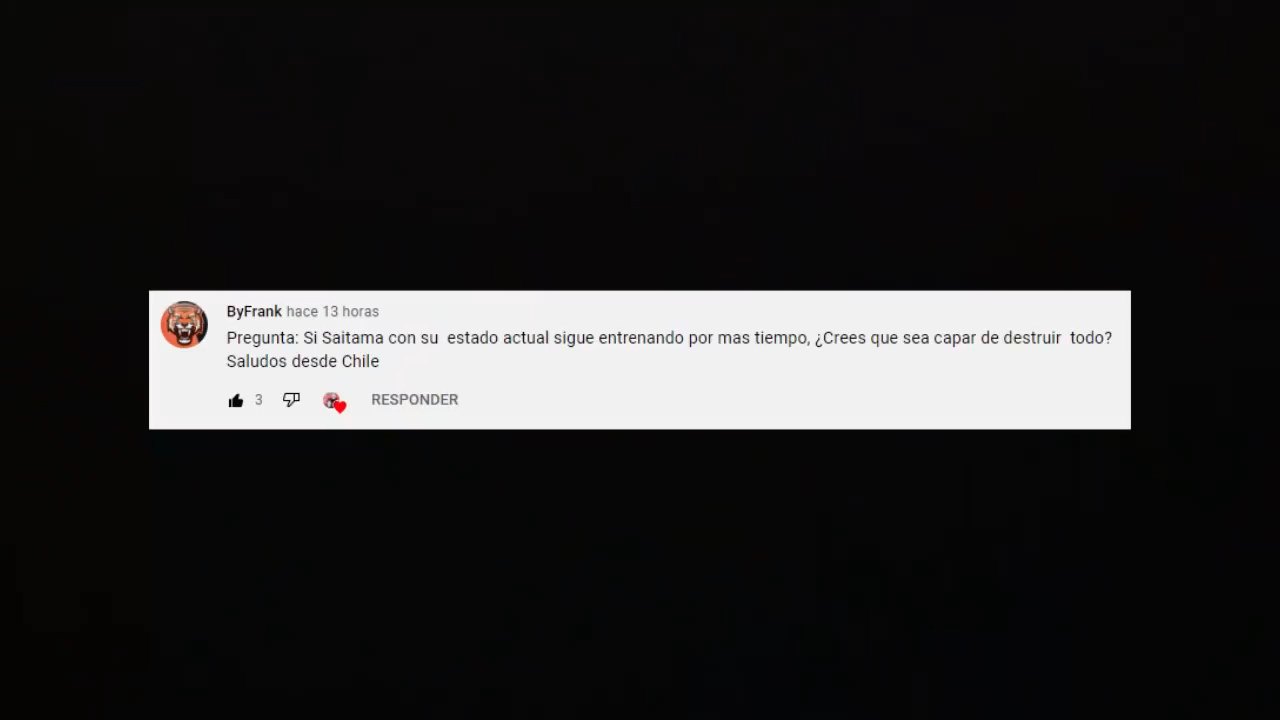 ByFrank hace 13 horas
Pregunta: Si Saitama con su  estado actual sigue entrenando por mas tiempo, ¿Crees que sea capar de destruir  todo?
Saludos desde Chile
3 RESPONDER